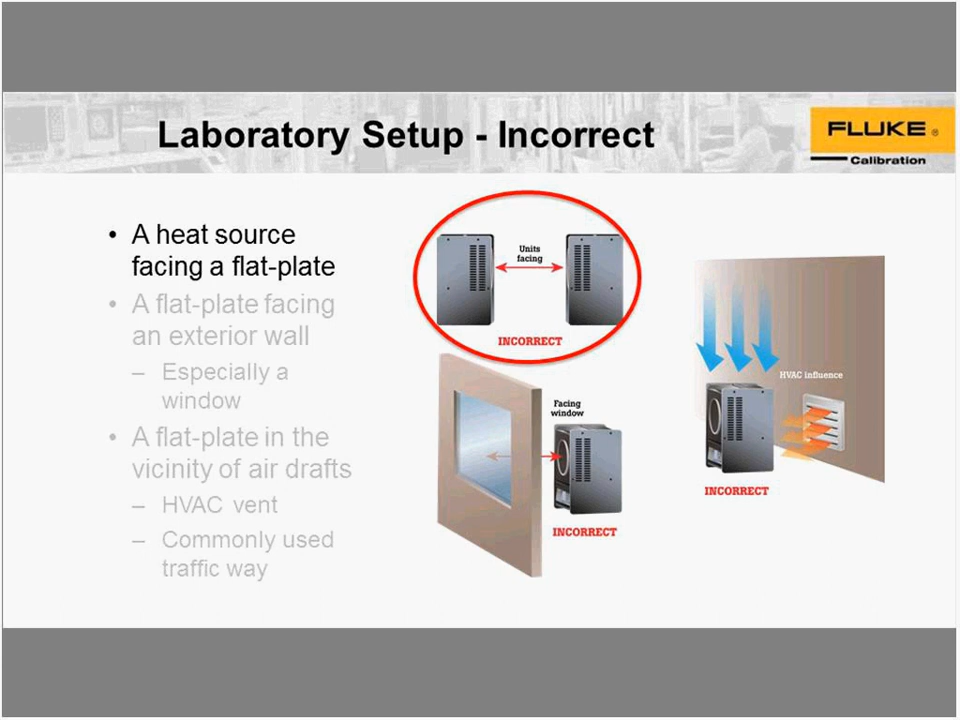 Laboratory Setup - Incorrect
FLUKE ®
Calibration
• A heat source
facing a flat-plate
• A flat-plate facing
an exterior wall
– Especially a
window
• A flat-plate in the
vicinity of air drafts
– HVAC vent
– Commonly used
traffic way
Units
facing
INCORRECT
Facing
window
INCORRECT
HVAC influence
INCORRECT